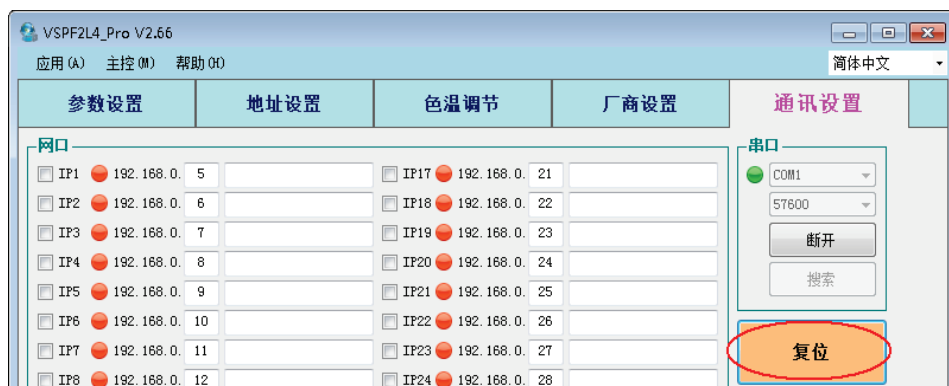 VSPF2L4_Pro V2.66
应用(A) 主控(M) 帮助(H) 简体中文
参数设置 地址设置 色温调节 厂商设置 通讯设置
网口 串口
IP1 192.168.0. 5 IP17 192.168.0. 21 COM1
IP2 192.168.0. 6 IP18 192.168.0. 22 57600
IP3 192.168.0. 7 IP19 192.168.0. 23 断开
IP4 192.168.0. 8 IP20 192.168.0. 24
IP5 192.168.0. 9 IP21 192.168.0. 25 搜索
IP6 192.168.0. 10 IP22 192.168.0. 26
IP7 192.168.0. 11 IP23 192.168.0. 27 复位
IP8 192.168.0. 12 IP24 192.168.0. 28